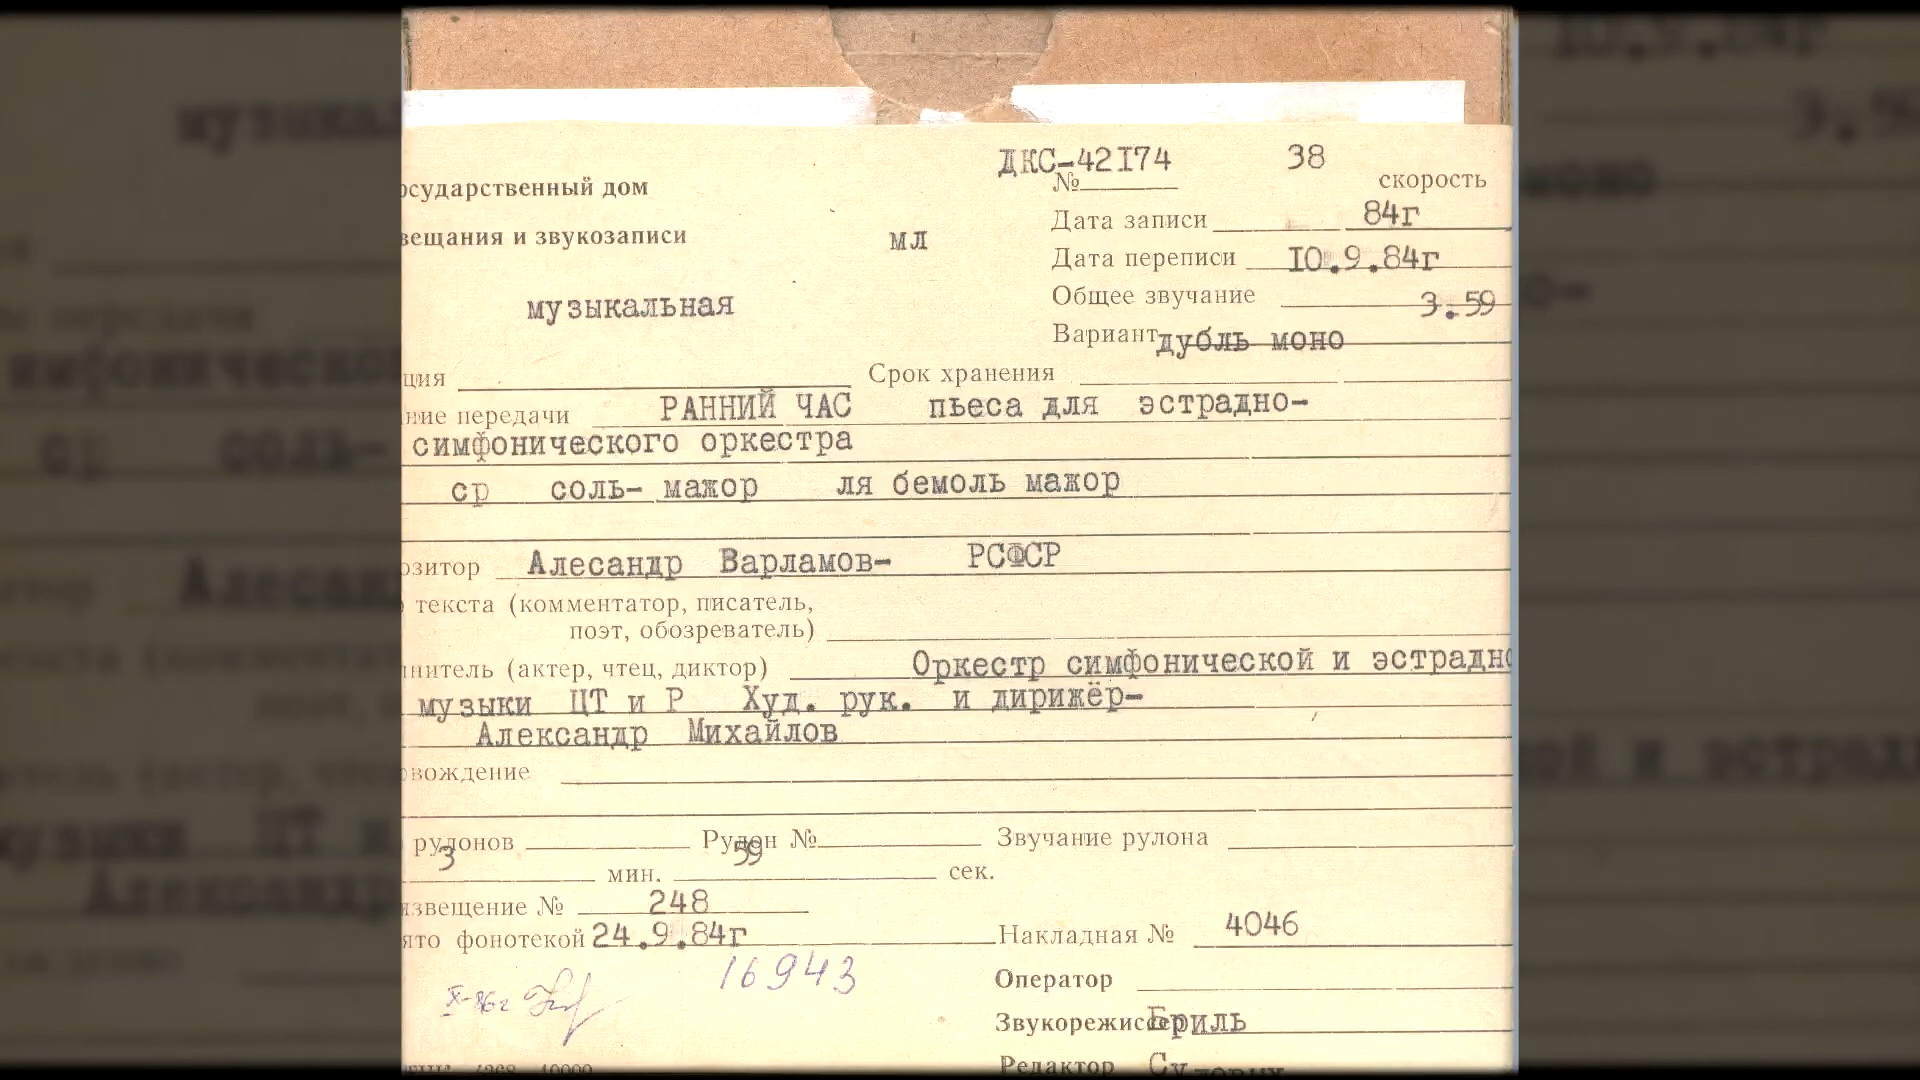 ДКС-42174 38
№ скорость
осударственный дом
Дата записи 84г
вещания и звукозаписи мл
Дата переписи 10.9.84г
музыкальная
Общее звучание 3.59
Вариант дубль моно
ция Срок хранения
ние передачи РАННИЙ ЧАС пьеса для эстрадно-
симфонического оркестра
ср соль- мажор ля бемоль мажор
озитор Алесандр Варламов- РСФСР
текста (комментатор, писатель,
поэт, обозреватель)
нитель (актер, чтец, диктор) Оркестр симфонической и эстрадно
музыки ЦТ и Р Худ. рук. и дирижёр-
Александр Михайлов
вождение
рулонов Рулон № Звучание рулона
3 мин. 59 сек.
извещение № 248
ято фонотекой 24.9.84г Накладная № 4046
16943
Оператор
X-86г
Звукорежиссер Бриль
Редактор